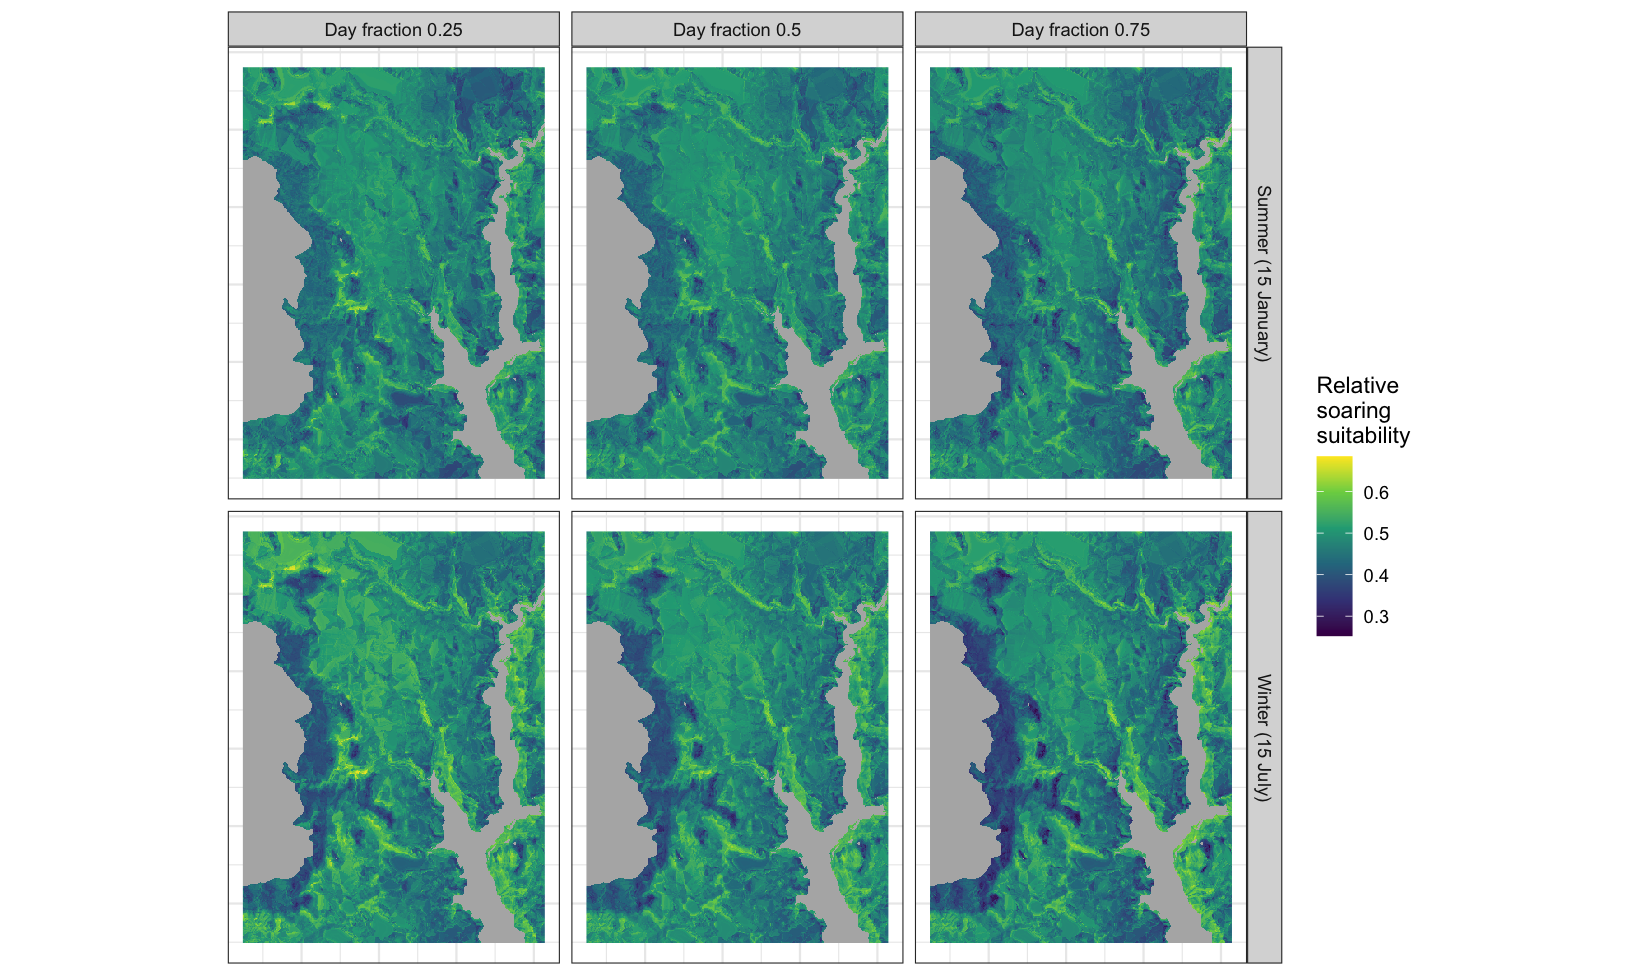 Day fraction 0.25
Day fraction 0.5
Day fraction 0.75
Summer (15 January)
Winter (15 July)
Relative
soaring
suitability
0.6
0.5
0.4
0.3